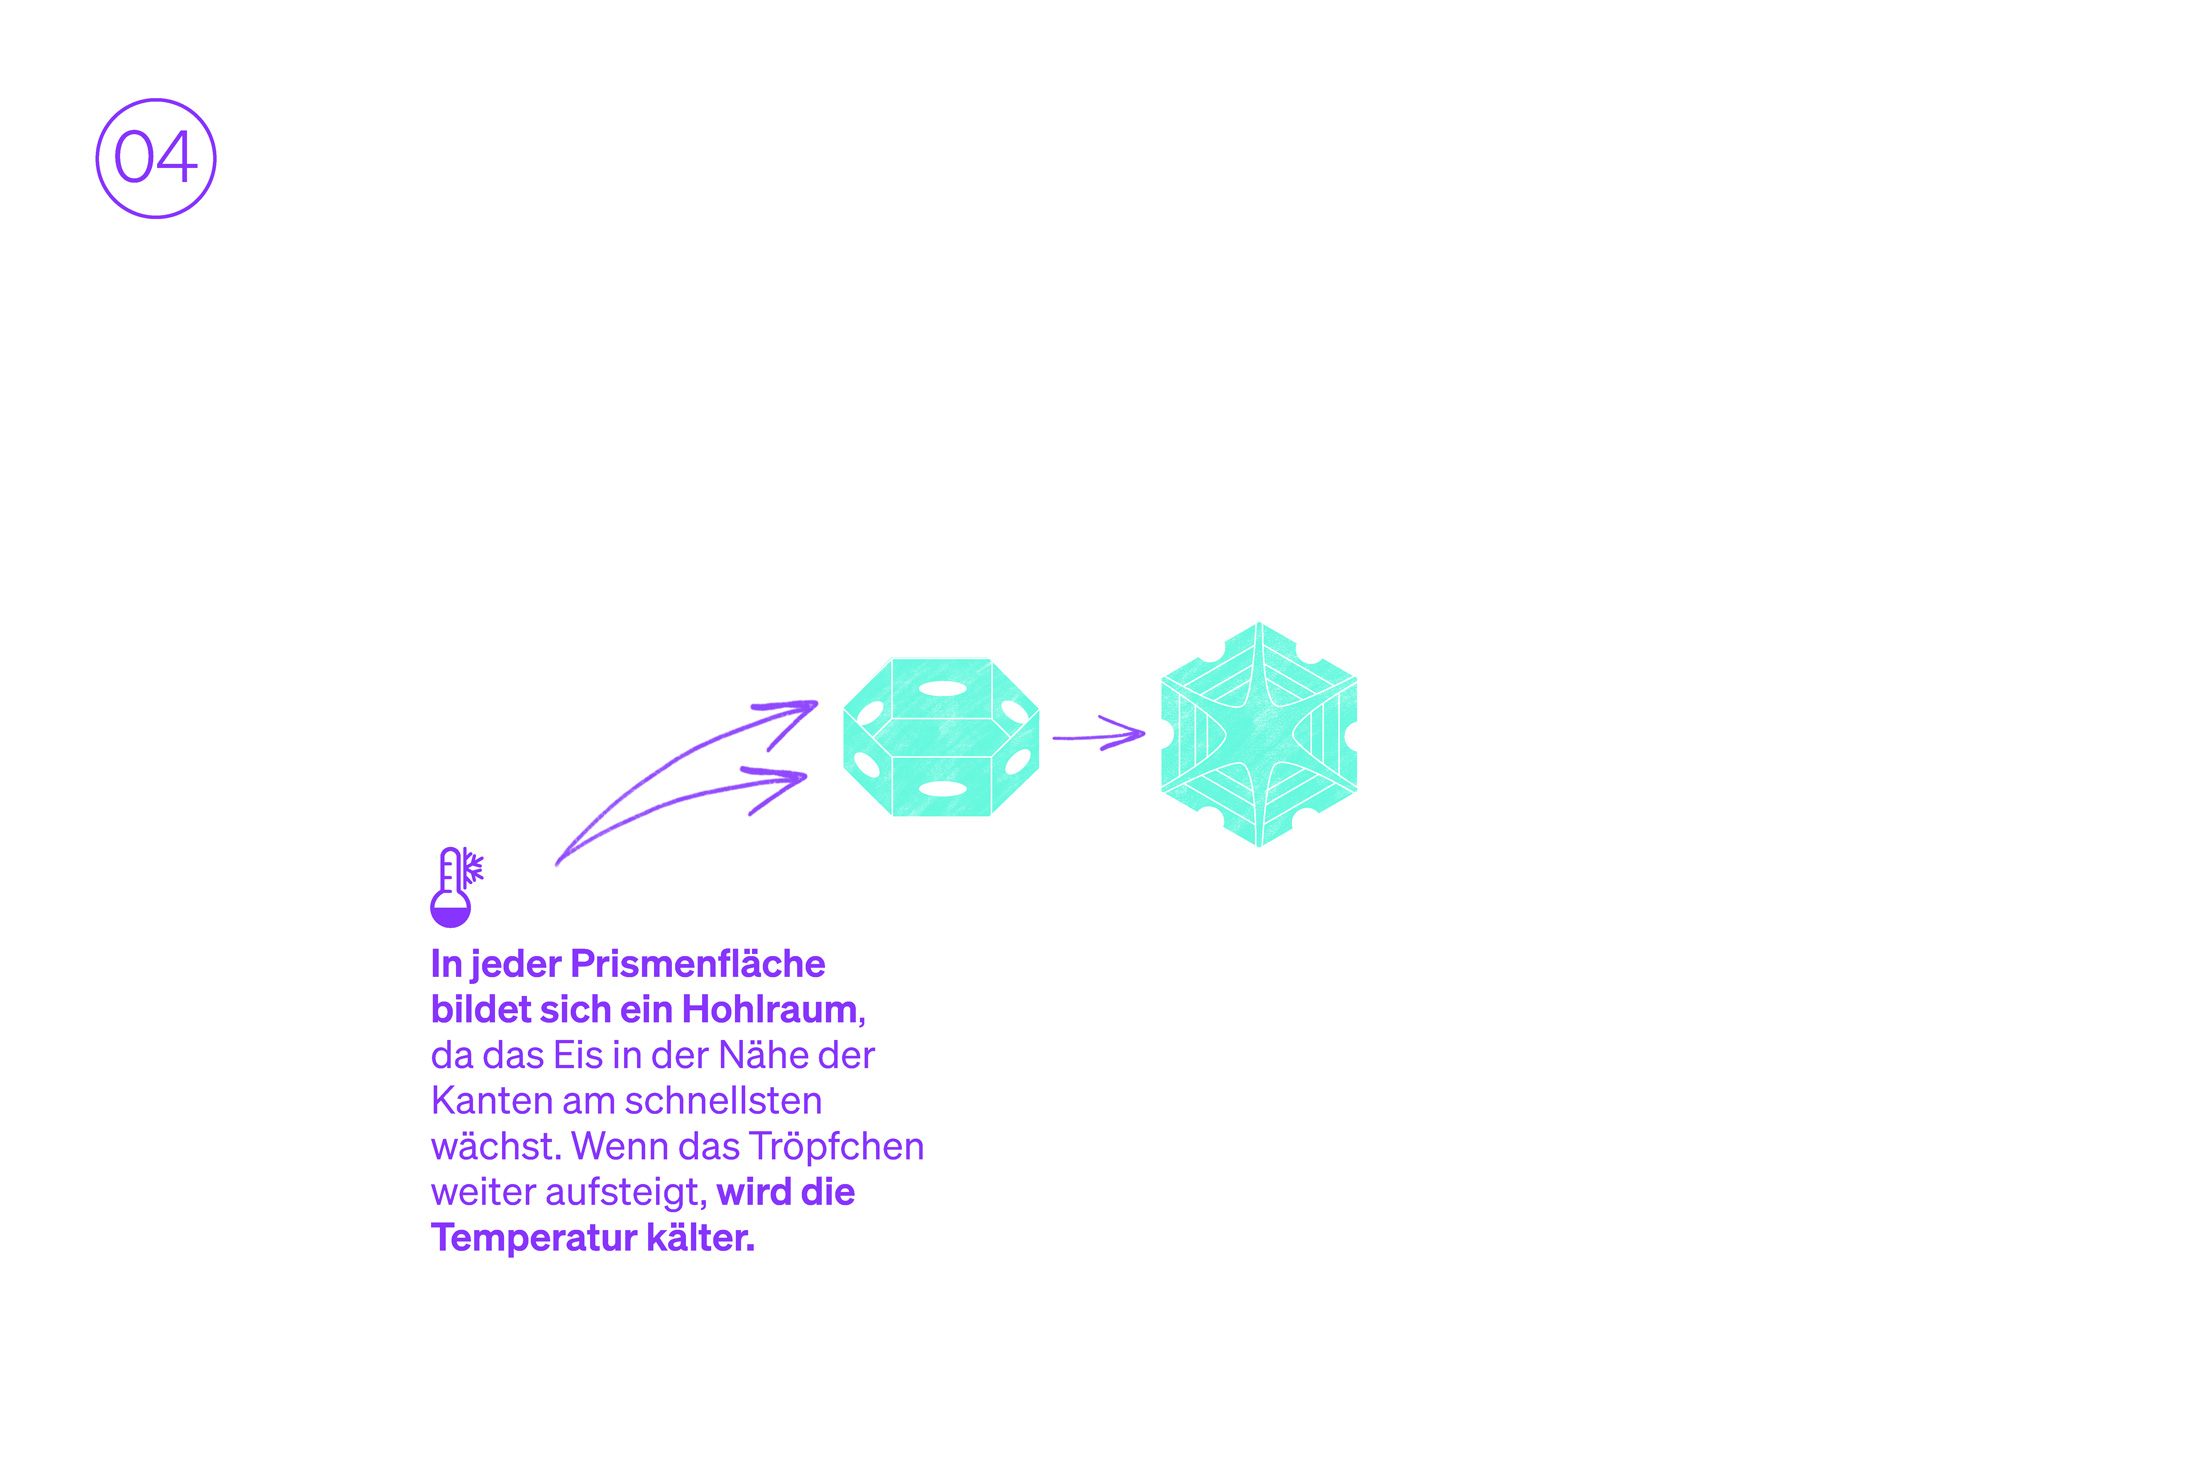 04
In jeder Prismenfläche
bildet sich ein Hohlraum,
da das Eis in der Nähe der
Kanten am schnellsten
wächst. Wenn das Tröpfchen
weiter aufsteigt, wird die
Temperatur kälter.